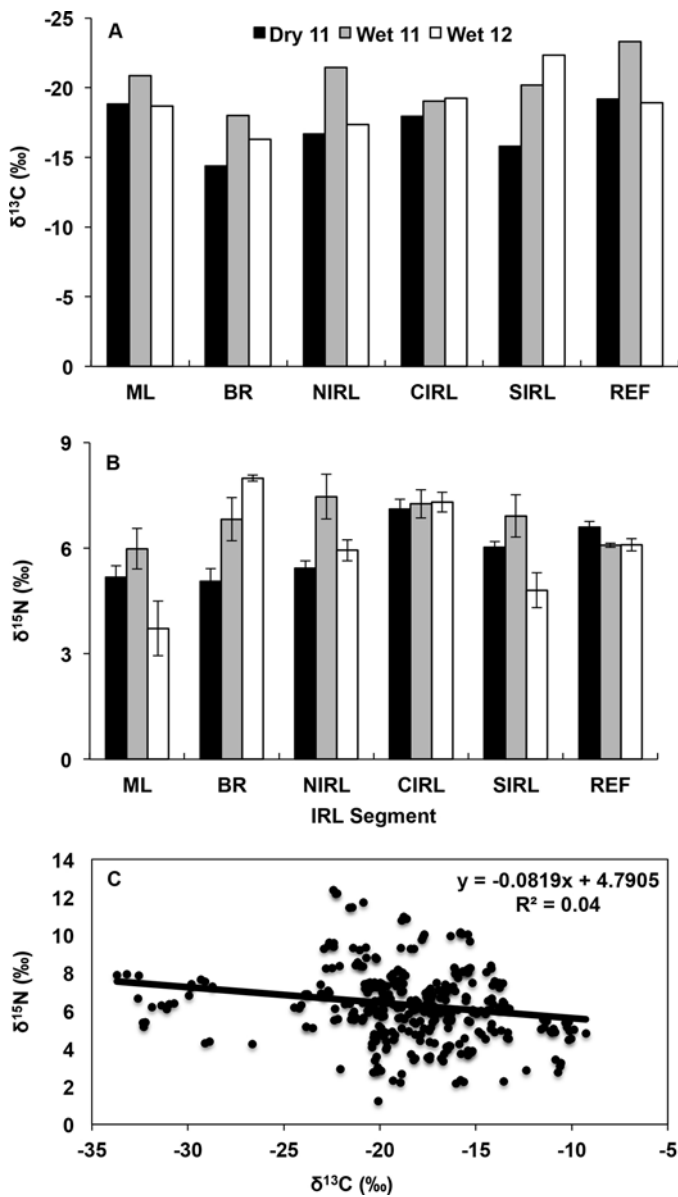 A
Dry 11 Wet 11 Wet 12
-25
-20
-15
-10
-5
0
δ¹³C (‰)
ML BR NIRL CIRL SIRL REF
B
9
6
3
0
δ¹⁵N (‰)
ML BR NIRL CIRL SIRL REF
IRL Segment
C
y = -0.0819x + 4.7905
R² = 0.04
14
12
10
8
6
4
2
0
δ¹⁵N (‰)
-35 -30 -25 -20 -15 -10 -5
δ¹³C (‰)